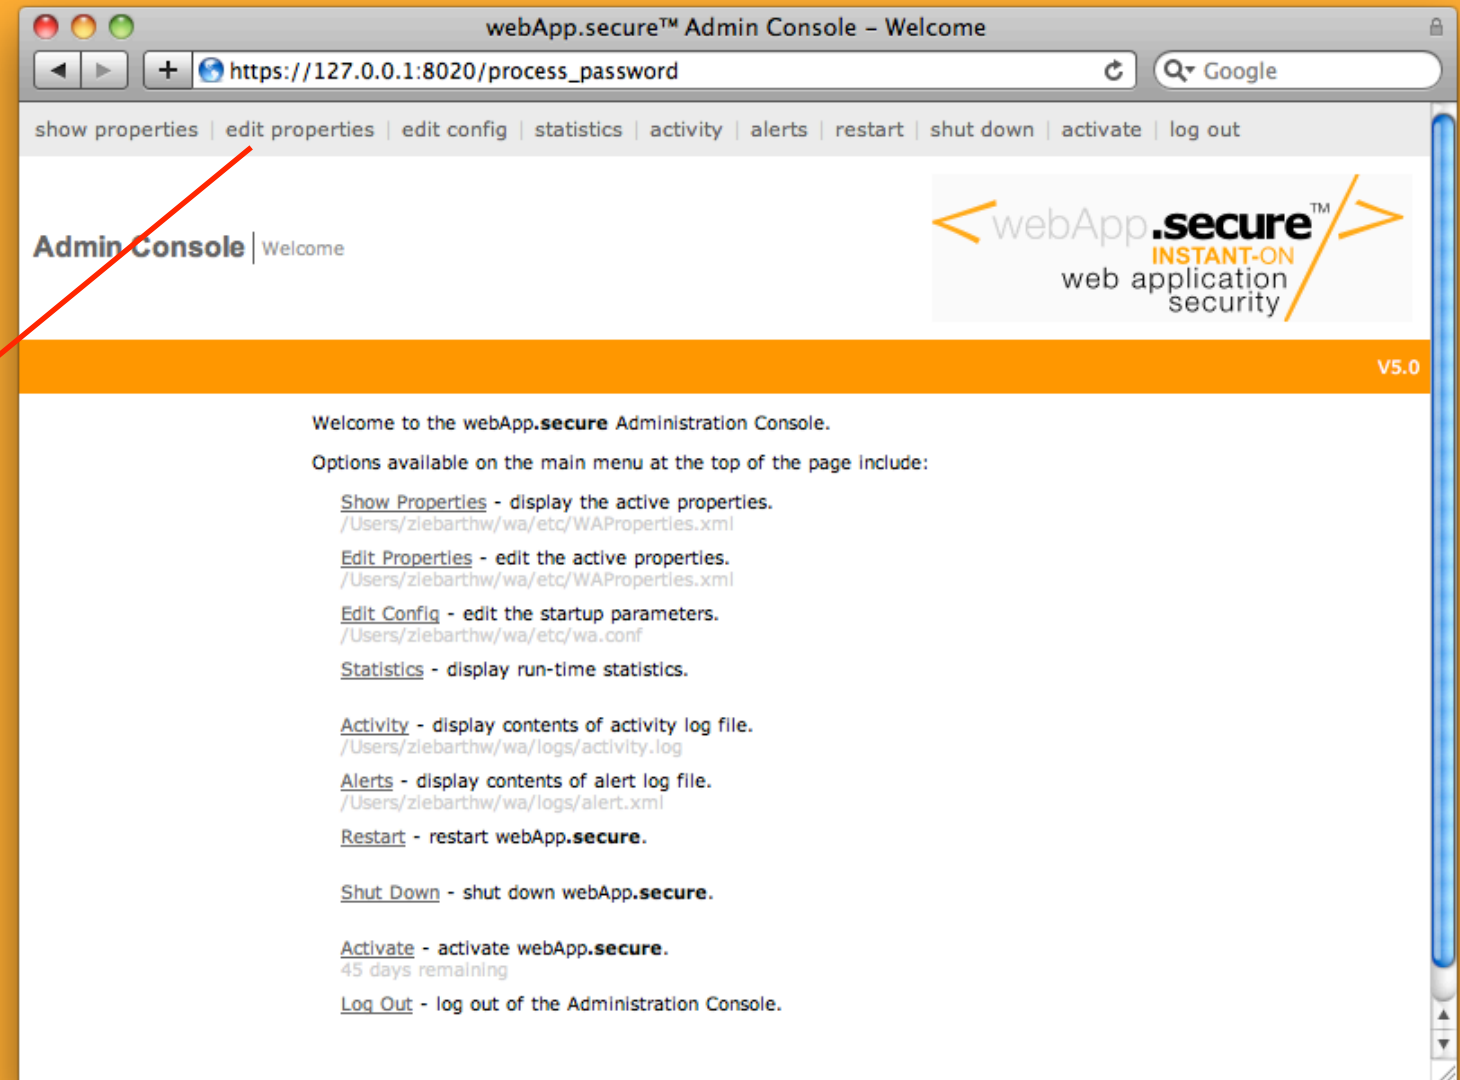 webApp.secure™ Admin Console – Welcome
https://127.0.0.1:8020/process_password
Google
show properties | edit properties | edit config | statistics | activity | alerts | restart | shut down | activate | log out
Admin Console | Welcome
<webApp.secure™/>
INSTANT-ON
web application
security
V5.0
Welcome to the webApp.secure Administration Console.
Options available on the main menu at the top of the page include:
Show Properties - display the active properties.
/Users/ziebarthw/wa/etc/WAProperties.xml
Edit Properties - edit the active properties.
/Users/ziebarthw/wa/etc/WAProperties.xml
Edit Config - edit the startup parameters.
/Users/ziebarthw/wa/etc/wa.conf
Statistics - display run-time statistics.
Activity - display contents of activity log file.
/Users/ziebarthw/wa/logs/activity.log
Alerts - display contents of alert log file.
/Users/ziebarthw/wa/logs/alert.xml
Restart - restart webApp.secure.
Shut Down - shut down webApp.secure.
Activate - activate webApp.secure.
45 days remaining
Log Out - log out of the Administration Console.